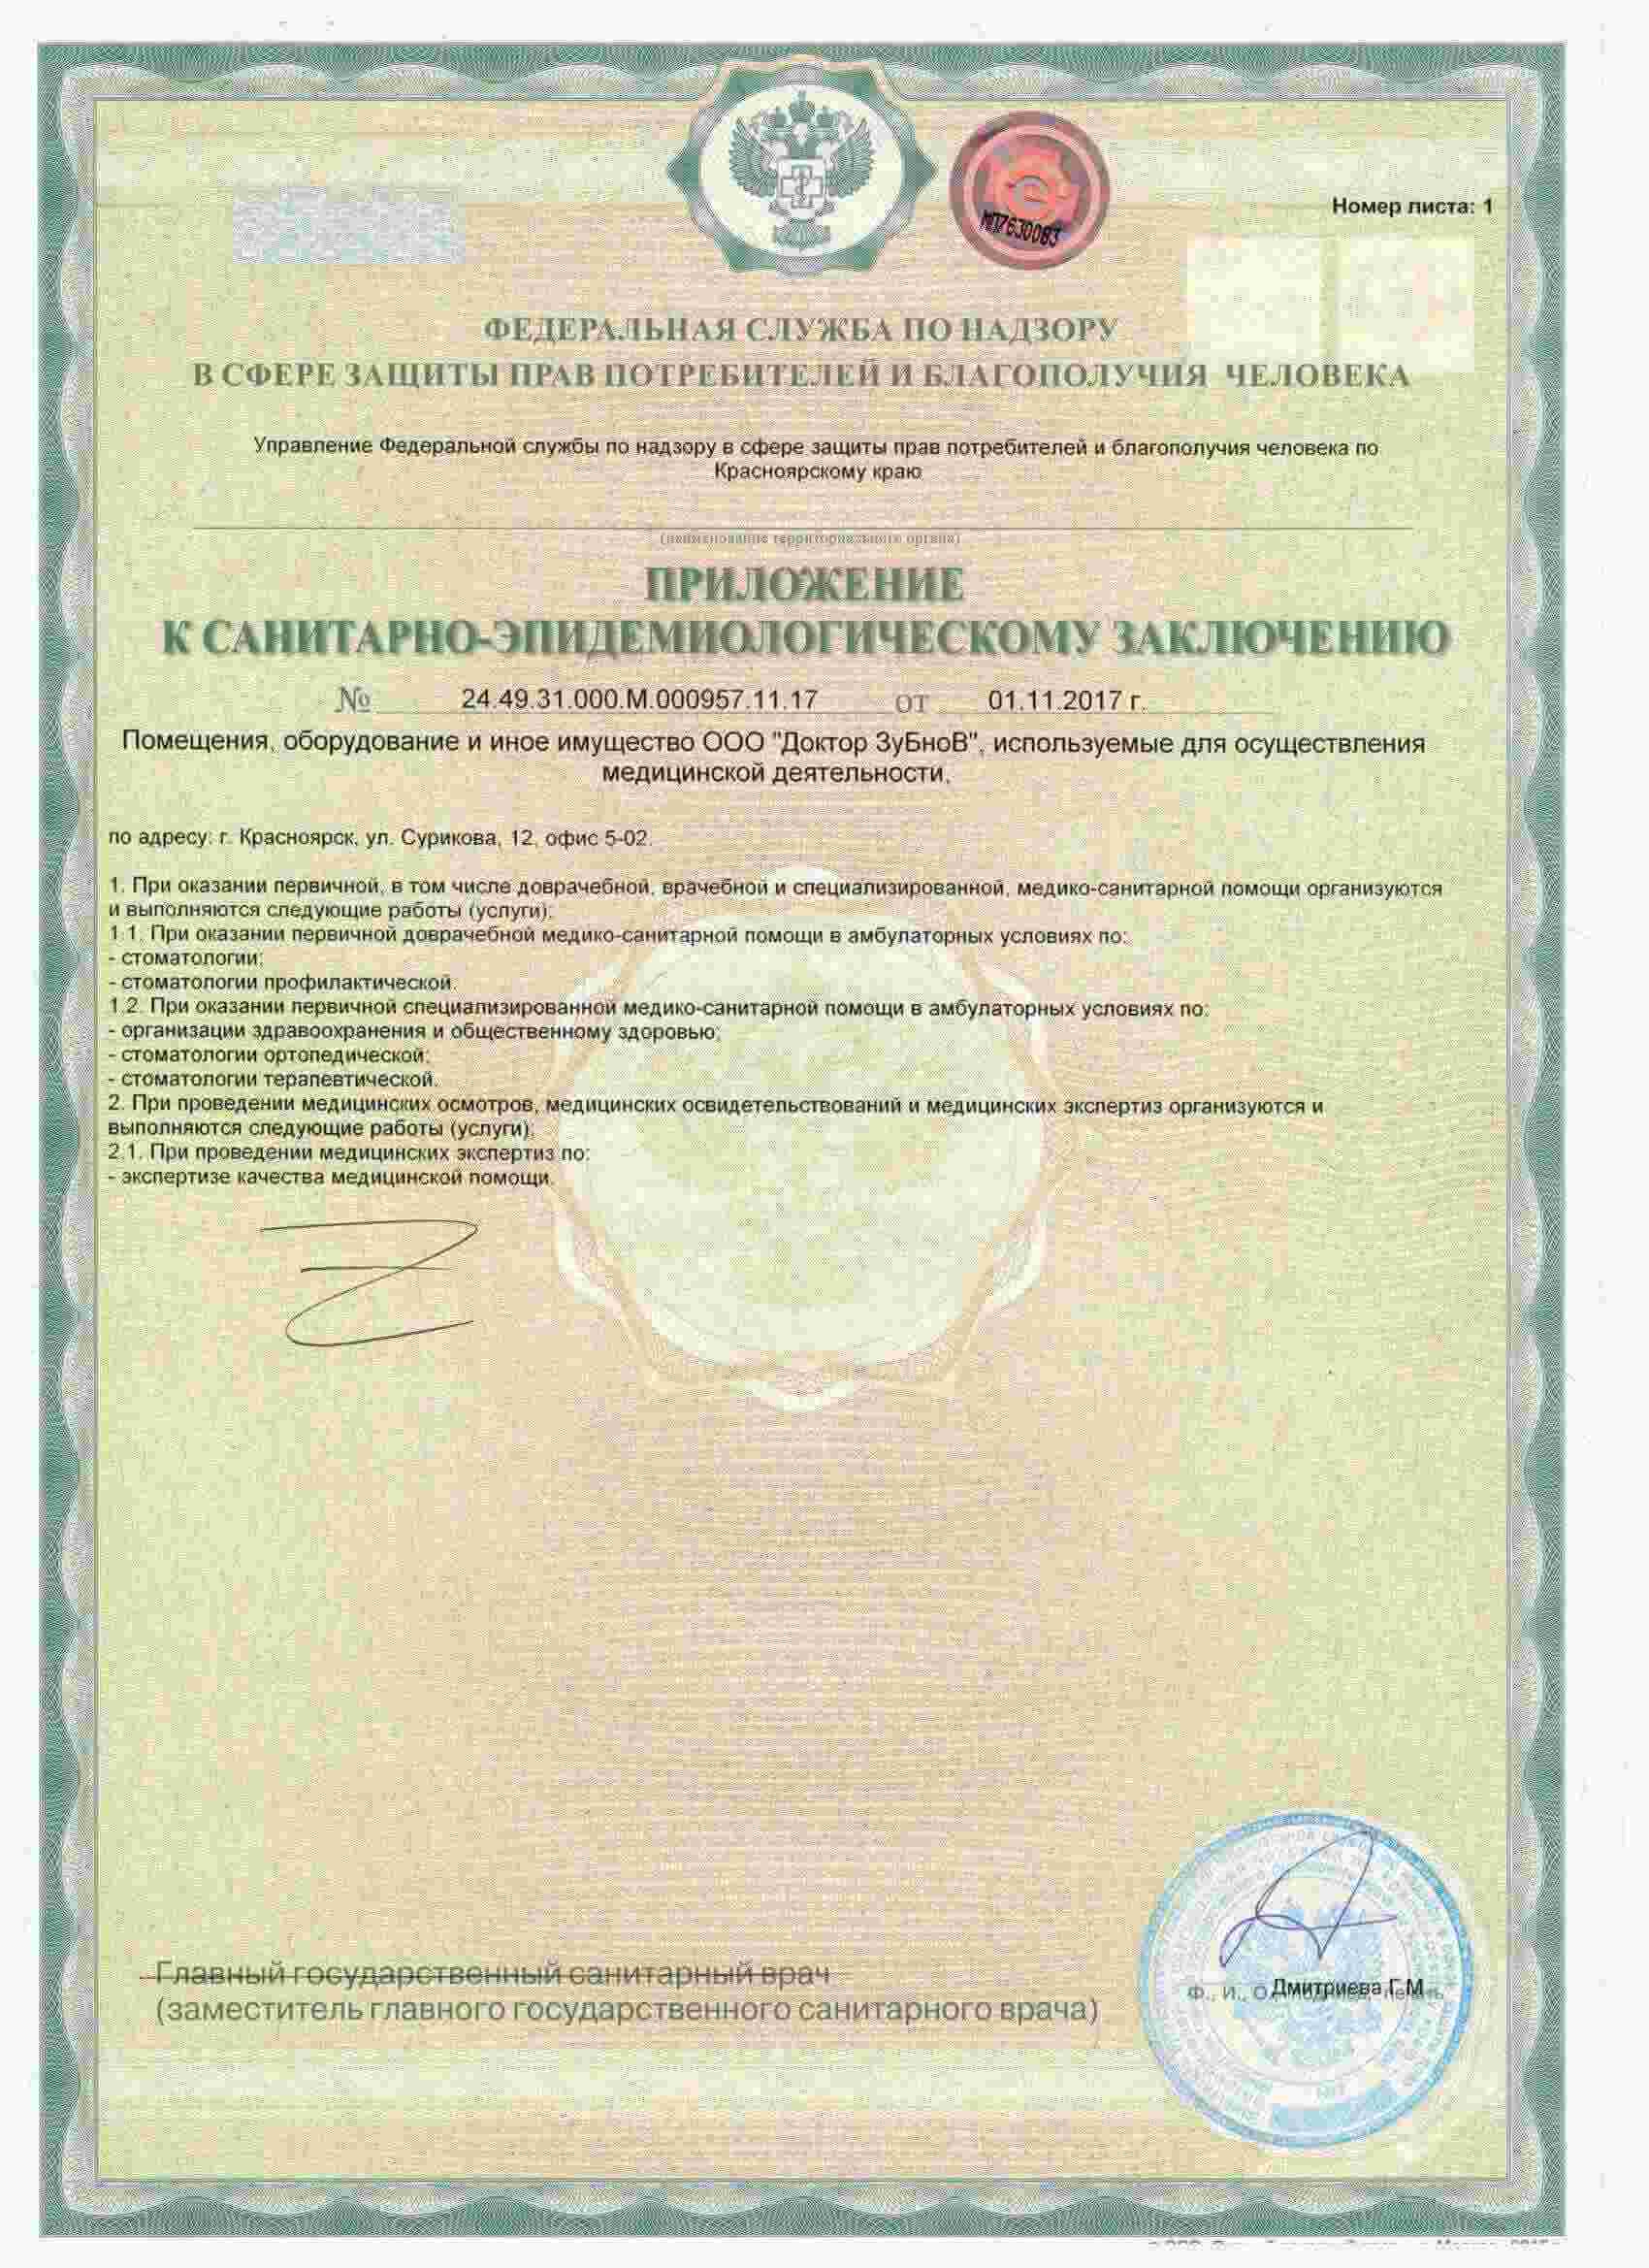 МП7630083
Номер листа: 1
ФЕДЕРАЛЬНАЯ СЛУЖБА ПО НАДЗОРУ
В СФЕРЕ ЗАЩИТЫ ПРАВ ПОТРЕБИТЕЛЕЙ И БЛАГОПОЛУЧИЯ ЧЕЛОВЕКА
Управление Федеральной службы по надзору в сфере защиты прав потребителей и благополучия человека по
Красноярскому краю
(наименование территориального органа)
ПРИЛОЖЕНИЕ
К САНИТАРНО-ЭПИДЕМИОЛОГИЧЕСКОМУ ЗАКЛЮЧЕНИЮ
№ 24.49.31.000.М.000957.11.17 от 01.11.2017 г.
Помещения, оборудование и иное имущество ООО "Доктор ЗуБноВ", используемые для осуществления
медицинской деятельности,
по адресу: г. Красноярск, ул. Сурикова, 12, офис 5-02.
1. При оказании первичной, в том числе доврачебной, врачебной и специализированной, медико-санитарной помощи организуются
и выполняются следующие работы (услуги):
1.1. При оказании первичной доврачебной медико-санитарной помощи в амбулаторных условиях по:
- стоматологии;
- стоматологии профилактической.
1.2. При оказании первичной специализированной медико-санитарной помощи в амбулаторных условиях по:
- организации здравоохранения и общественному здоровью;
- стоматологии ортопедической;
- стоматологии терапевтической.
2. При проведении медицинских осмотров, медицинских освидетельствований и медицинских экспертиз организуются и
выполняются следующие работы (услуги):
2.1. При проведении медицинских экспертиз по:
- экспертизе качества медицинской помощи.
Главный государственный санитарный врач
(заместитель главного государственного санитарного врача)
Ф., И., О. Дмитриева Г.М.